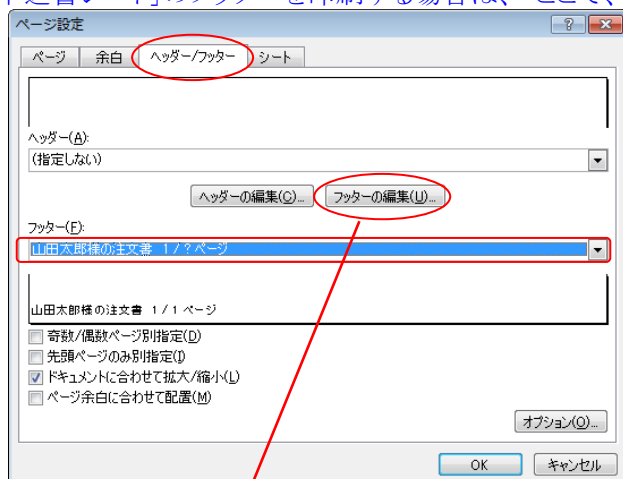 ページ設定
ページ 余白 ヘッダー/フッター シート
ヘッダー(A):
(指定しない)
ヘッダーの編集(C)... フッターの編集(U)...
フッター(F):
山田太郎様の注文書 1 / ? ページ
山田太郎様の注文書 1 / 1 ページ
奇数/偶数ページ別指定(D)
先頭ページのみ別指定(I)
ドキュメントに合わせて拡大/縮小(L)
ページ余白に合わせて配置(M)
オプション(O)...
OK キャンセル